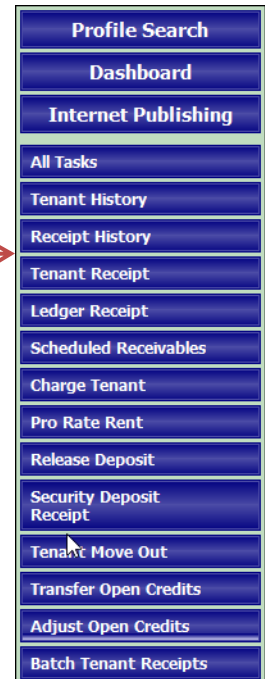 Profile Search
Dashboard
Internet Publishing
All Tasks
Tenant History
Receipt History
Tenant Receipt
Ledger Receipt
Scheduled Receivables
Charge Tenant
Pro Rate Rent
Release Deposit
Security Deposit
Receipt
Tenant Move Out
Transfer Open Credits
Adjust Open Credits
Batch Tenant Receipts